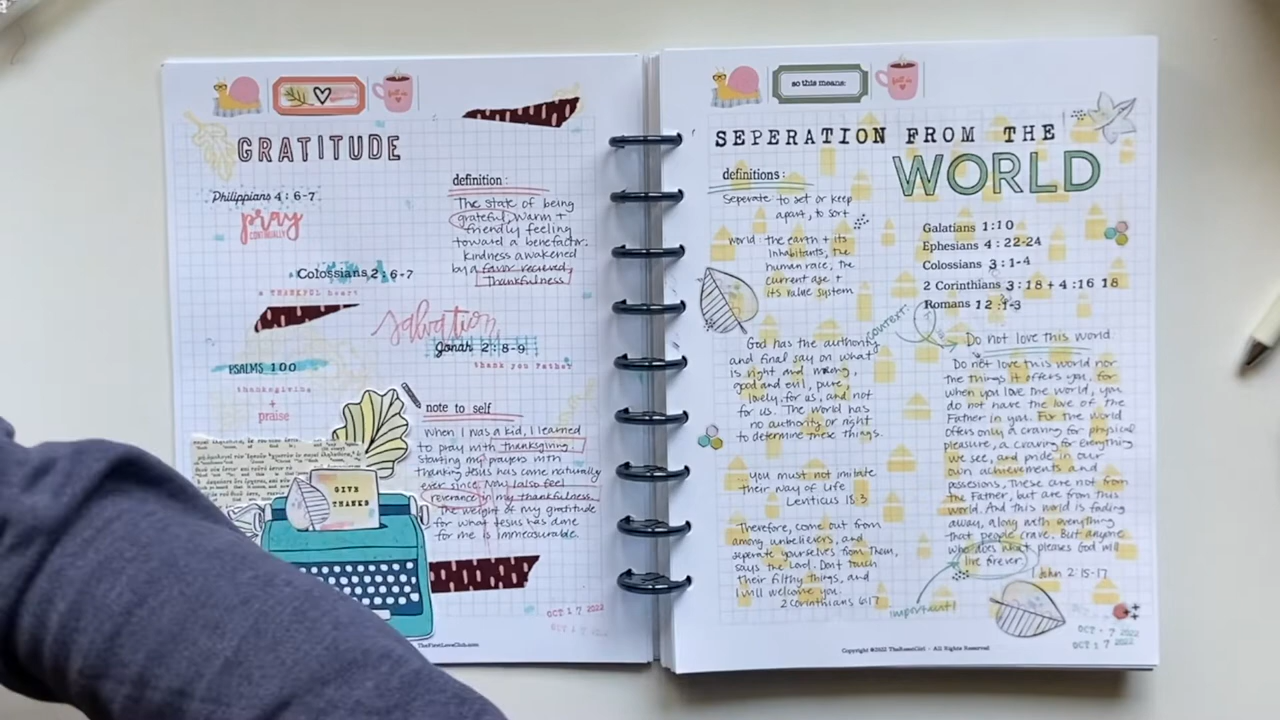 GRATITUDE
Philippians 4:6-7
pray
CONTINUALLY
Colossians 2:6-7
a THANKFUL heart
salvation
Jonah 2:8-9
thank you Father
PSALMS 100
thanksgiving
+
praise
definition:
The state of being
grateful; warm +
friendly feeling
toward a benefactor.
kindness awakened
by a favor recieved,
Thankfulness
note to self
When I was a kid, I learned
to pray with thanksgiving.
Starting my prayers with
thanking Jesus has come naturally
ever since. My I also feel
reverance in my thankfulness.
The weight of my gratitude
for what Jesus has done
for me is immeasurable.
GIVE
THANKS
OCT 17 2022
TheFirstLoveClub.com
so this means:
SEPERATION FROM THE
WORLD
definitions:
Seperate: to set or keep
apart, to sort
World: the earth + its
inhabitants, the
human race, the
current age +
its value system
Galatians 1:10
Ephesians 4:22-24
Colossians 3:1-4
2 Corinthians 3:18 + 4:16 18
Romans 12:1-3
God has the authority
and final say on what
is right and wrong,
good and evil, pure,
lovely, for us, and not
for us. The world has
no authority or right
to determine these things.
...you must not imitate
their way of life
Leviticus 18:3
Therefore, come out from
among unbelievers, and
seperate yourselves from them,
says the Lord. Don't touch
their filthy things, and
I will welcome you.
2 Corinthians 6:17
CONTEXT:
Do not love this world
Do not love this world nor
the things it offers you, for
when you love the world, you
do not have the love of the
Father in you. For the world
offers only a craving for physical
pleasure, a craving for everything
we see, and pride in our
own achievements and
possesions. These are not from
the Father, but are from this
world. And this world is fading
away, along with everything
that people crave. But anyone
who does what pleases God will
live forever.
1 John 2:15-17
important!
OCT - 7 2022
OCT 17 2022
Copyright ©2022 TheResetGirl - All Rights Reserved